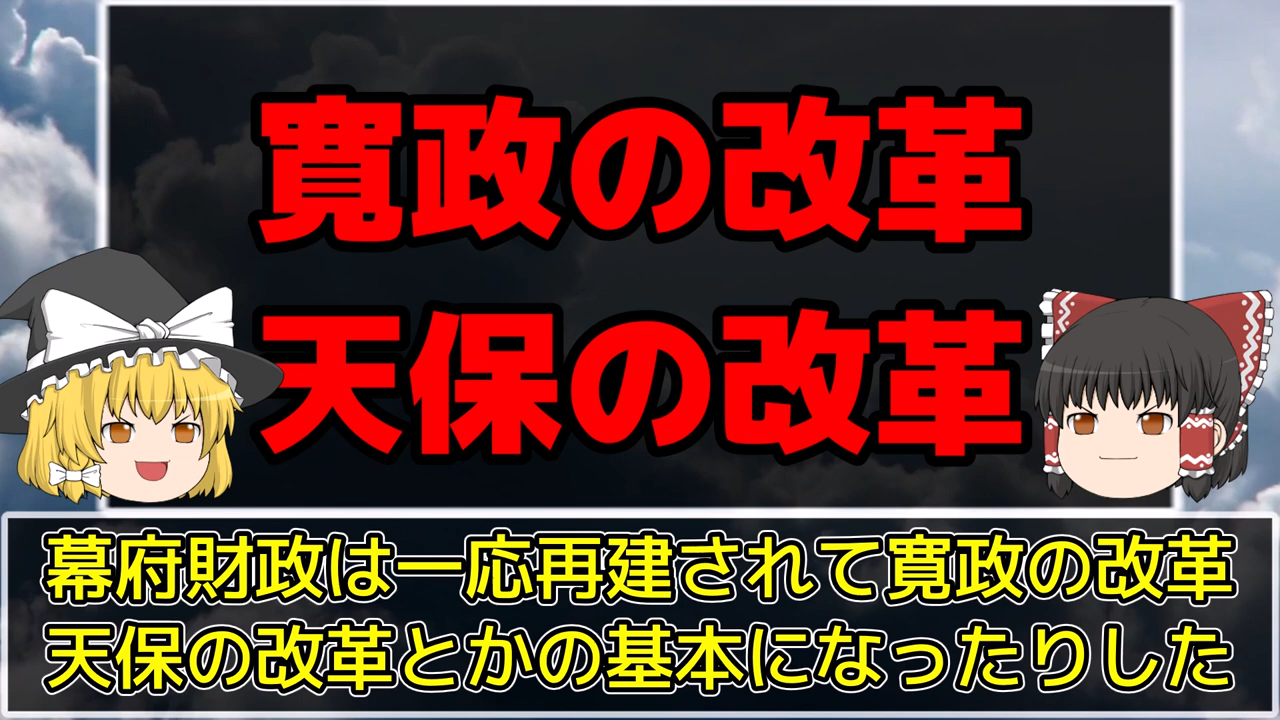 寛政の改革
天保の改革
幕府財政は一応再建されて寛政の改革
天保の改革とかの基本になったりした